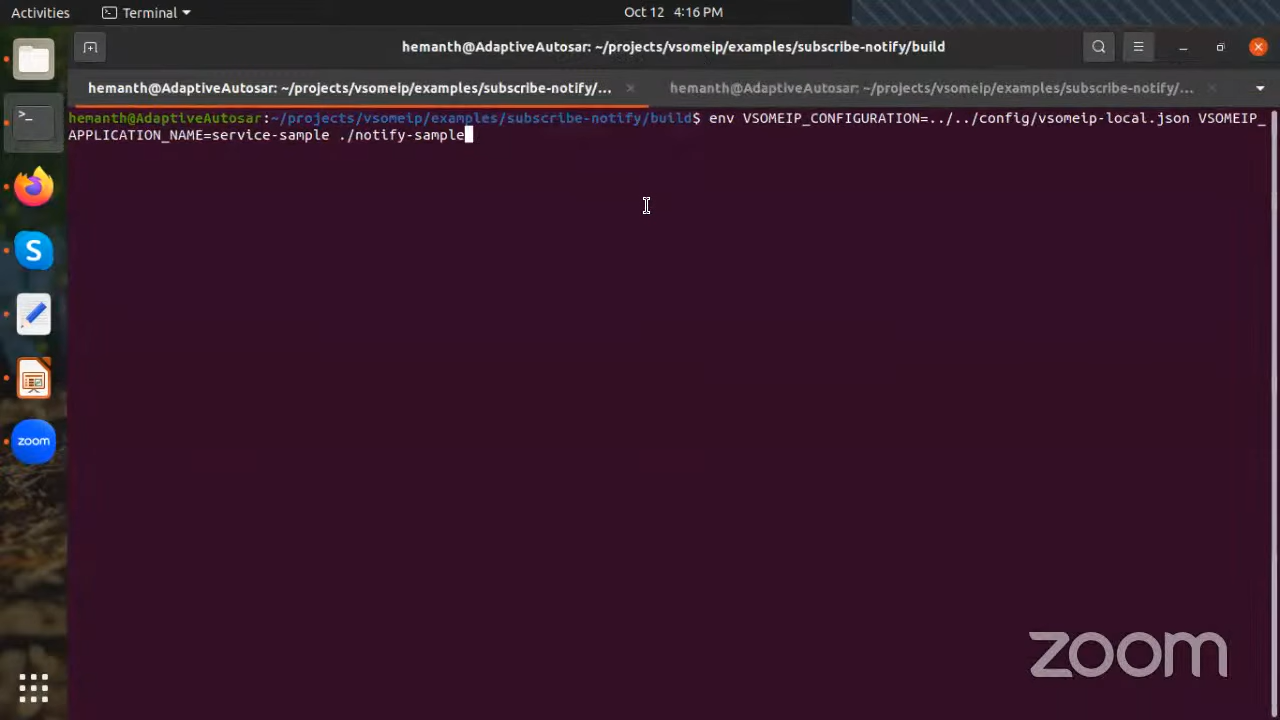 Activities
Terminal
Oct 12 4:16 PM
hemanth@AdaptiveAutosar: ~/projects/vsomeip/examples/subscribe-notify/build
hemanth@AdaptiveAutosar: ~/projects/vsomeip/examples/subscribe-notify/...
hemanth@AdaptiveAutosar: ~/projects/vsomeip/examples/subscribe-notify/...
hemanth@AdaptiveAutosar:~/projects/vsomeip/examples/subscribe-notify/build$ env VSOMEIP_CONFIGURATION=../../config/vsomeip-local.json VSOMEIP_
APPLICATION_NAME=service-sample ./notify-sample
>_
S
zoom
zoom